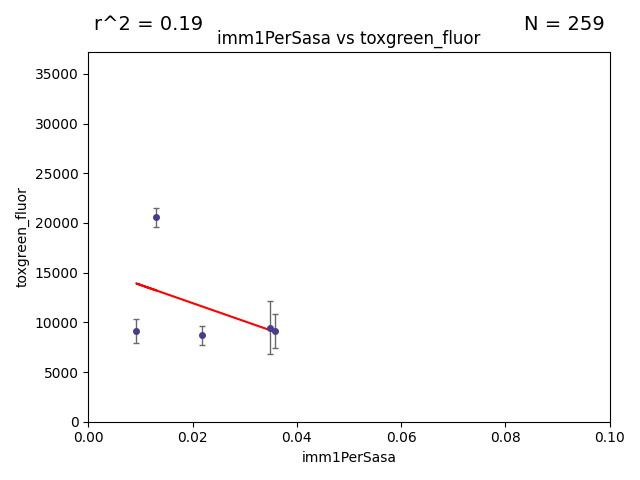 r^2 = 0.19
N = 259
imm1PerSasa vs toxgreen_fluor
35000
30000
25000
20000
15000
10000
5000
0
toxgreen_fluor
0.00
0.02
0.04
0.06
0.08
0.10
imm1PerSasa